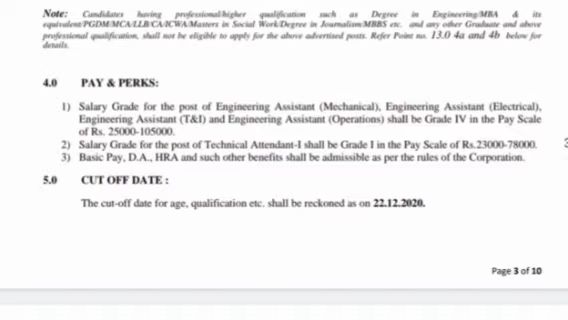 Note: Candidates having professional/higher qualification such as Degree in Engineering/MBA & its
equivalent/PGDM/MCA/LLB/CA/ICWA/Masters in Social Work/Degree in Journalism/MBBS etc. and any other Graduate and above
professional qualification, shall not be eligible to apply for the above advertised posts. Refer Point no. 13.0 4a and 4b below for
details.
4.0 PAY & PERKS:
1) Salary Grade for the post of Engineering Assistant (Mechanical), Engineering Assistant (Electrical),
Engineering Assistant (T&I) and Engineering Assistant (Operations) shall be Grade IV in the Pay Scale
of Rs. 25000-105000.
2) Salary Grade for the post of Technical Attendant-I shall be Grade I in the Pay Scale of Rs.23000-78000.
3) Basic Pay, D.A., HRA and such other benefits shall be admissible as per the rules of the Corporation.
5.0 CUT OFF DATE :
The cut-off date for age, qualification etc. shall be reckoned as on 22.12.2020.
Page 3 of 10